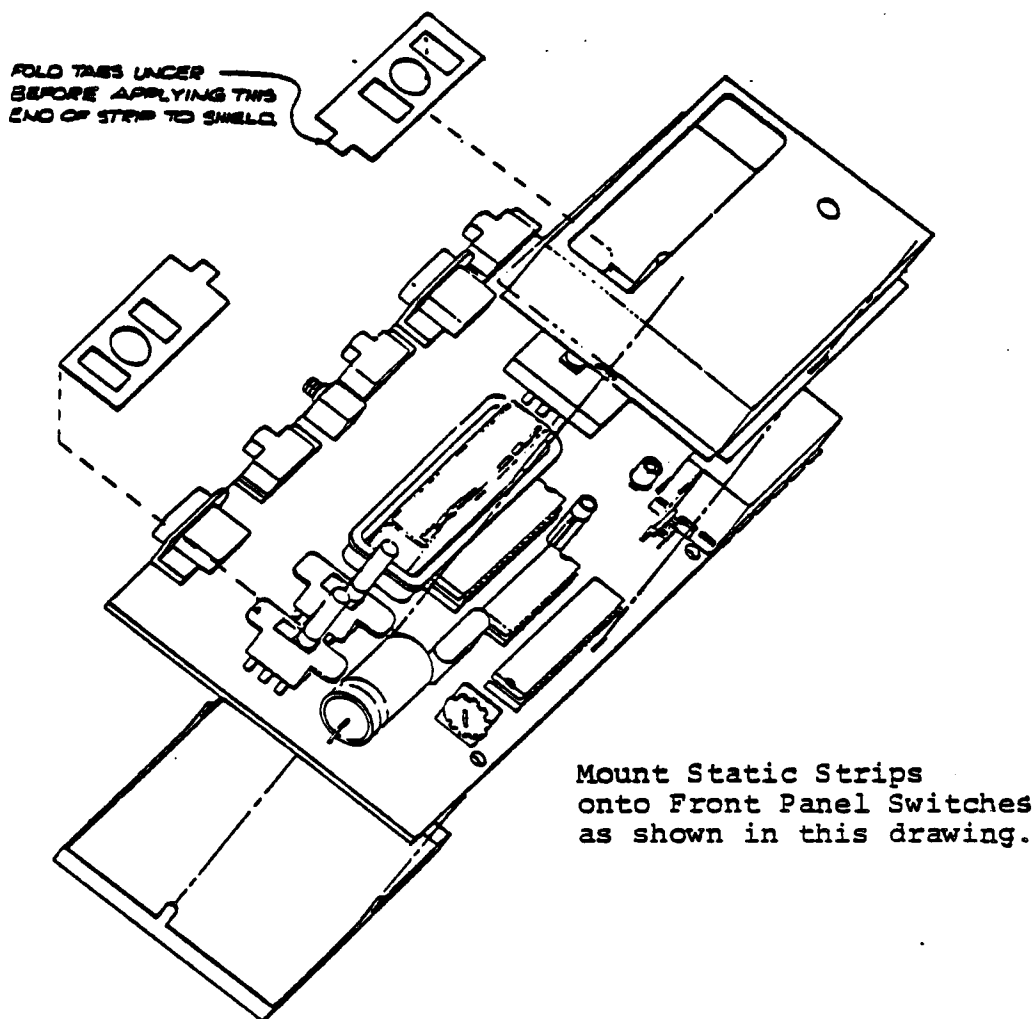 FOLD TABS UNDER
BEFORE APPLYING THIS
END OF STRIP TO SHIELD.
Mount Static Strips
onto Front Panel Switches
as shown in this drawing.